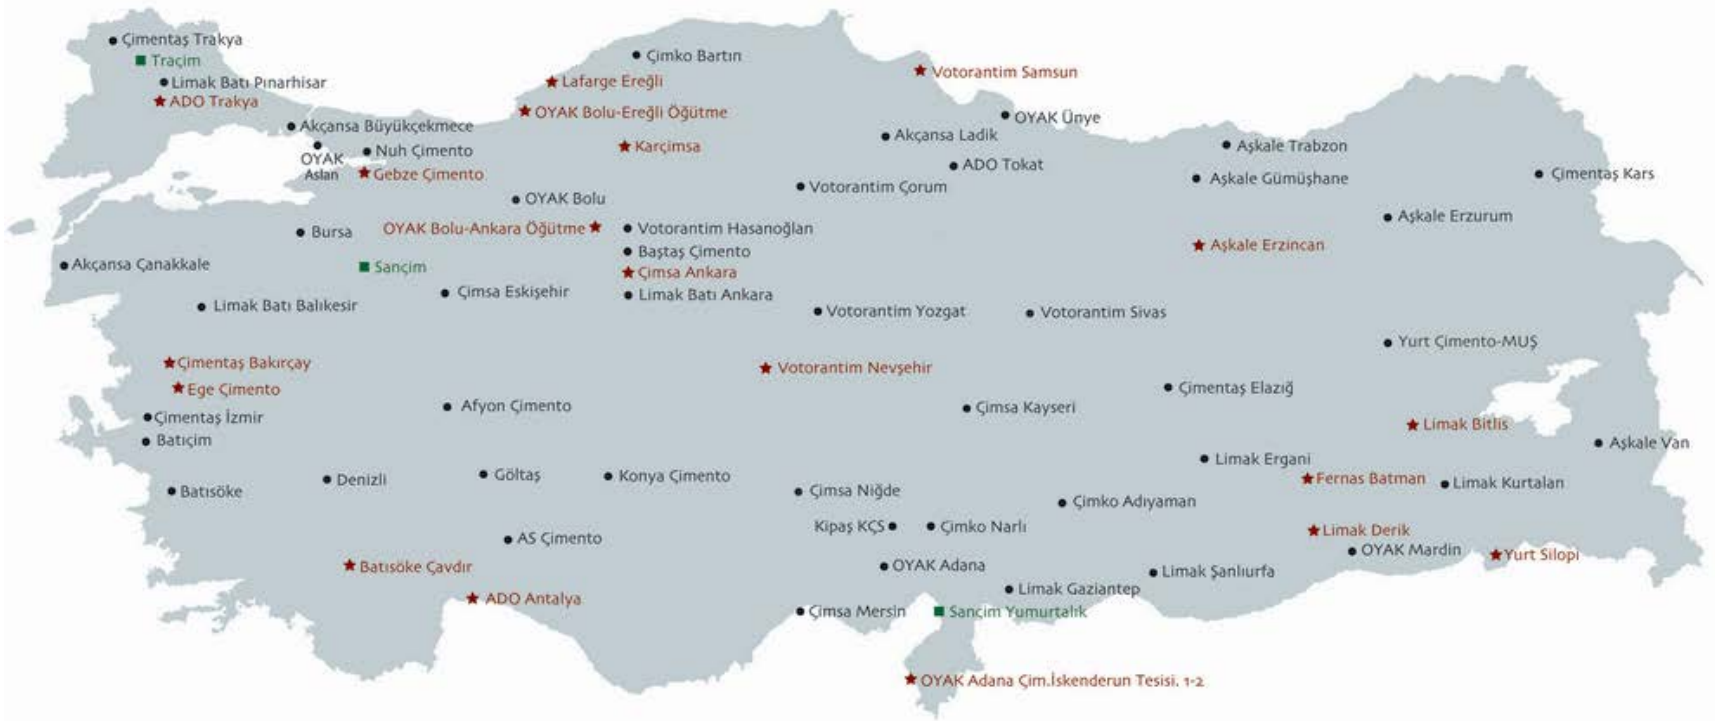 Çimentaş Trakya
Çimko Bartın
Traçim
Votorantim Samsun
Limak Batı Pınarhisar
Lafarge Ereğli
ADO Trakya
OYAK Bolu-Ereğli Öğütme
OYAK Ünye
Akçansa Büyükçekmece
Akçansa Ladik
Karçimsa
Aşkale Trabzon
Nuh Çimento
OYAK
Aslan
ADO Tokat
Gebze Çimento
Çimentaş Kars
Aşkale Gümüşhane
Votorantim Çorum
OYAK Bolu
Aşkale Erzurum
Bursa
OYAK Bolu-Ankara Öğütme
Votorantim Hasanoğlan
Aşkale Erzincan
Baştaş Çimento
Akçansa Çanakkale
Sançim
Çimsa Ankara
Çimsa Eskişehir
Limak Batı Ankara
Limak Batı Balıkesir
Votorantim Yozgat
Votorantim Sivas
Yurt Çimento-MUŞ
Çimentaş Bakırçay
Votorantim Nevşehir
Ege Çimento
Çimentaş Elazığ
Afyon Çimento
Çimsa Kayseri
Çimentaş İzmir
Limak Bitlis
Batıçim
Aşkale Van
Limak Ergani
Denizli
Göltaş
Konya Çimento
Fernas Batman
Limak Kurtalan
Batısöke
Çimsa Niğde
Çimko Adıyaman
Kipaş KÇS
Çimko Narlı
Limak Derik
AS Çimento
OYAK Mardin
Yurt Silopi
Batısöke Çavdır
OYAK Adana
Limak Şanlıurfa
Limak Gaziantep
ADO Antalya
Çimsa Mersin
Sançim Yumurtalık
OYAK Adana Çim.İskenderun Tesisi. 1-2